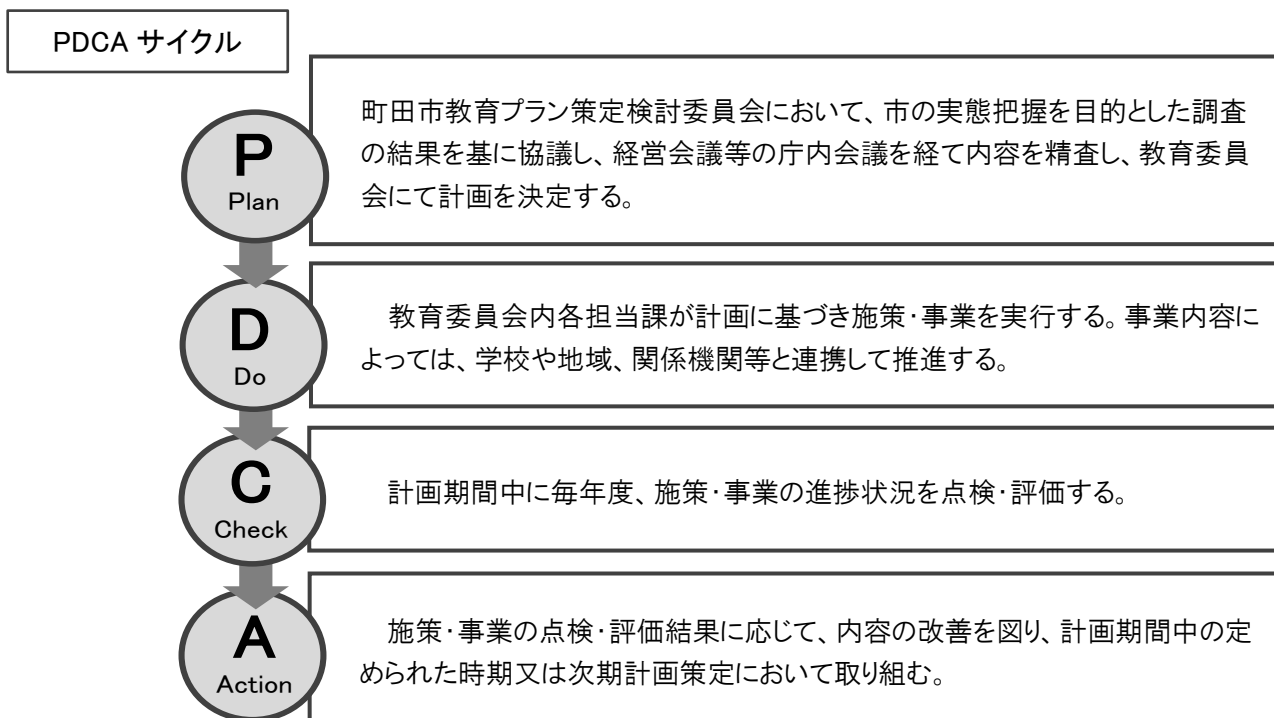 PDCA サイクル
P
Plan
町田市教育プラン策定検討委員会において、市の実態把握を目的とした調査
の結果を基に協議し、経営会議等の庁内会議を経て内容を精査し、教育委員
会にて計画を決定する。
D
Do
教育委員会内各担当課が計画に基づき施策・事業を実行する。事業内容に
よっては、学校や地域、関係機関等と連携して推進する。
C
Check
計画期間中に毎年度、施策・事業の進捗状況を点検・評価する。
A
Action
施策・事業の点検・評価結果に応じて、内容の改善を図り、計画期間中の定
められた時期又は次期計画策定において取り組む。